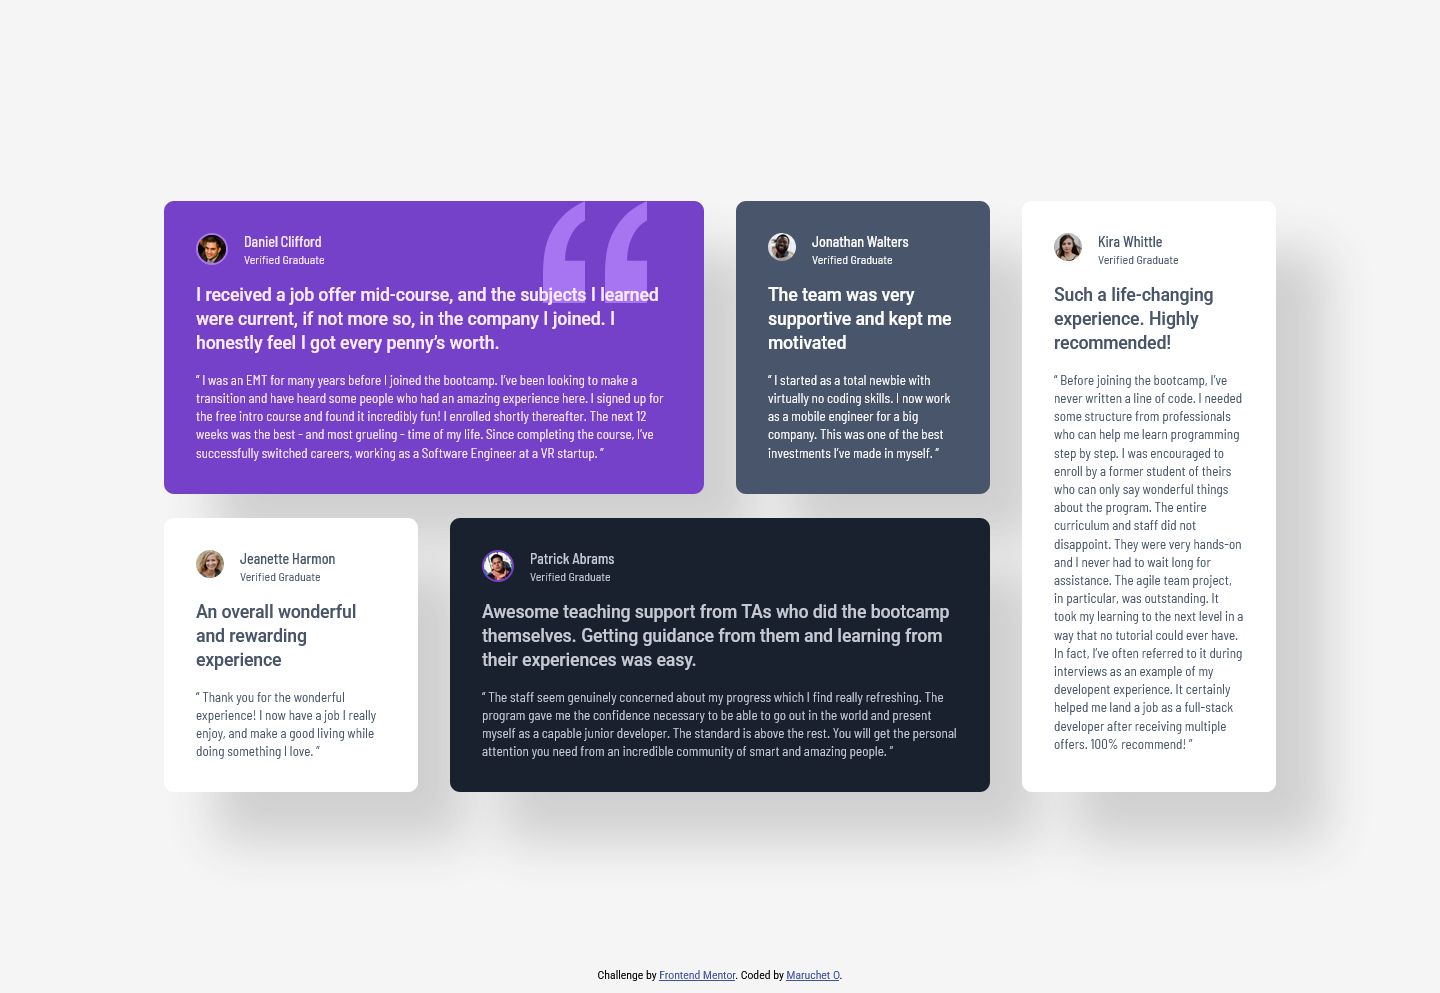 Daniel Clifford
Verified Graduate
I received a job offer mid-course, and the subjects I learned
were current, if not more so, in the company I joined. I
honestly feel I got every penny’s worth.
“ I was an EMT for many years before I joined the bootcamp. I’ve been looking to make a
transition and have heard some people who had an amazing experience here. I signed up for
the free intro course and found it incredibly fun! I enrolled shortly thereafter. The next 12
weeks was the best – and most grueling – time of my life. Since completing the course, I’ve
successfully switched careers, working as a Software Engineer at a VR startup. ”
Jonathan Walters
Verified Graduate
The team was very
supportive and kept me
motivated
“ I started as a total newbie with
virtually no coding skills. I now work
as a mobile engineer for a big
company. This was one of the best
investments I’ve made in myself. ”
Kira Whittle
Verified Graduate
Such a life-changing
experience. Highly
recommended!
“ Before joining the bootcamp, I’ve
never written a line of code. I needed
some structure from professionals
who can help me learn programming
step by step. I was encouraged to
enroll by a former student of theirs
who can only say wonderful things
about the program. The entire
curriculum and staff did not
disappoint. They were very hands-on
and I never had to wait long for
assistance. The agile team project,
in particular, was outstanding. It
took my learning to the next level in a
way that no tutorial could ever have.
In fact, I’ve often referred to it during
interviews as an example of my
developent experience. It certainly
helped me land a job as a full-stack
developer after receiving multiple
offers. 100% recommend! ”
Jeanette Harmon
Verified Graduate
An overall wonderful
and rewarding
experience
“ Thank you for the wonderful
experience! I now have a job I really
enjoy, and make a good living while
doing something I love. ”
Patrick Abrams
Verified Graduate
Awesome teaching support from TAs who did the bootcamp
themselves. Getting guidance from them and learning from
their experiences was easy.
“ The staff seem genuinely concerned about my progress which I find really refreshing. The
program gave me the confidence necessary to be able to go out in the world and present
myself as a capable junior developer. The standard is above the rest. You will get the personal
attention you need from an incredible community of smart and amazing people. ”
Challenge by Frontend Mentor. Coded by Maruchet O.